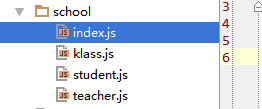 school
index.js
klass.js
student.js
teacher.js
3
4
5
6